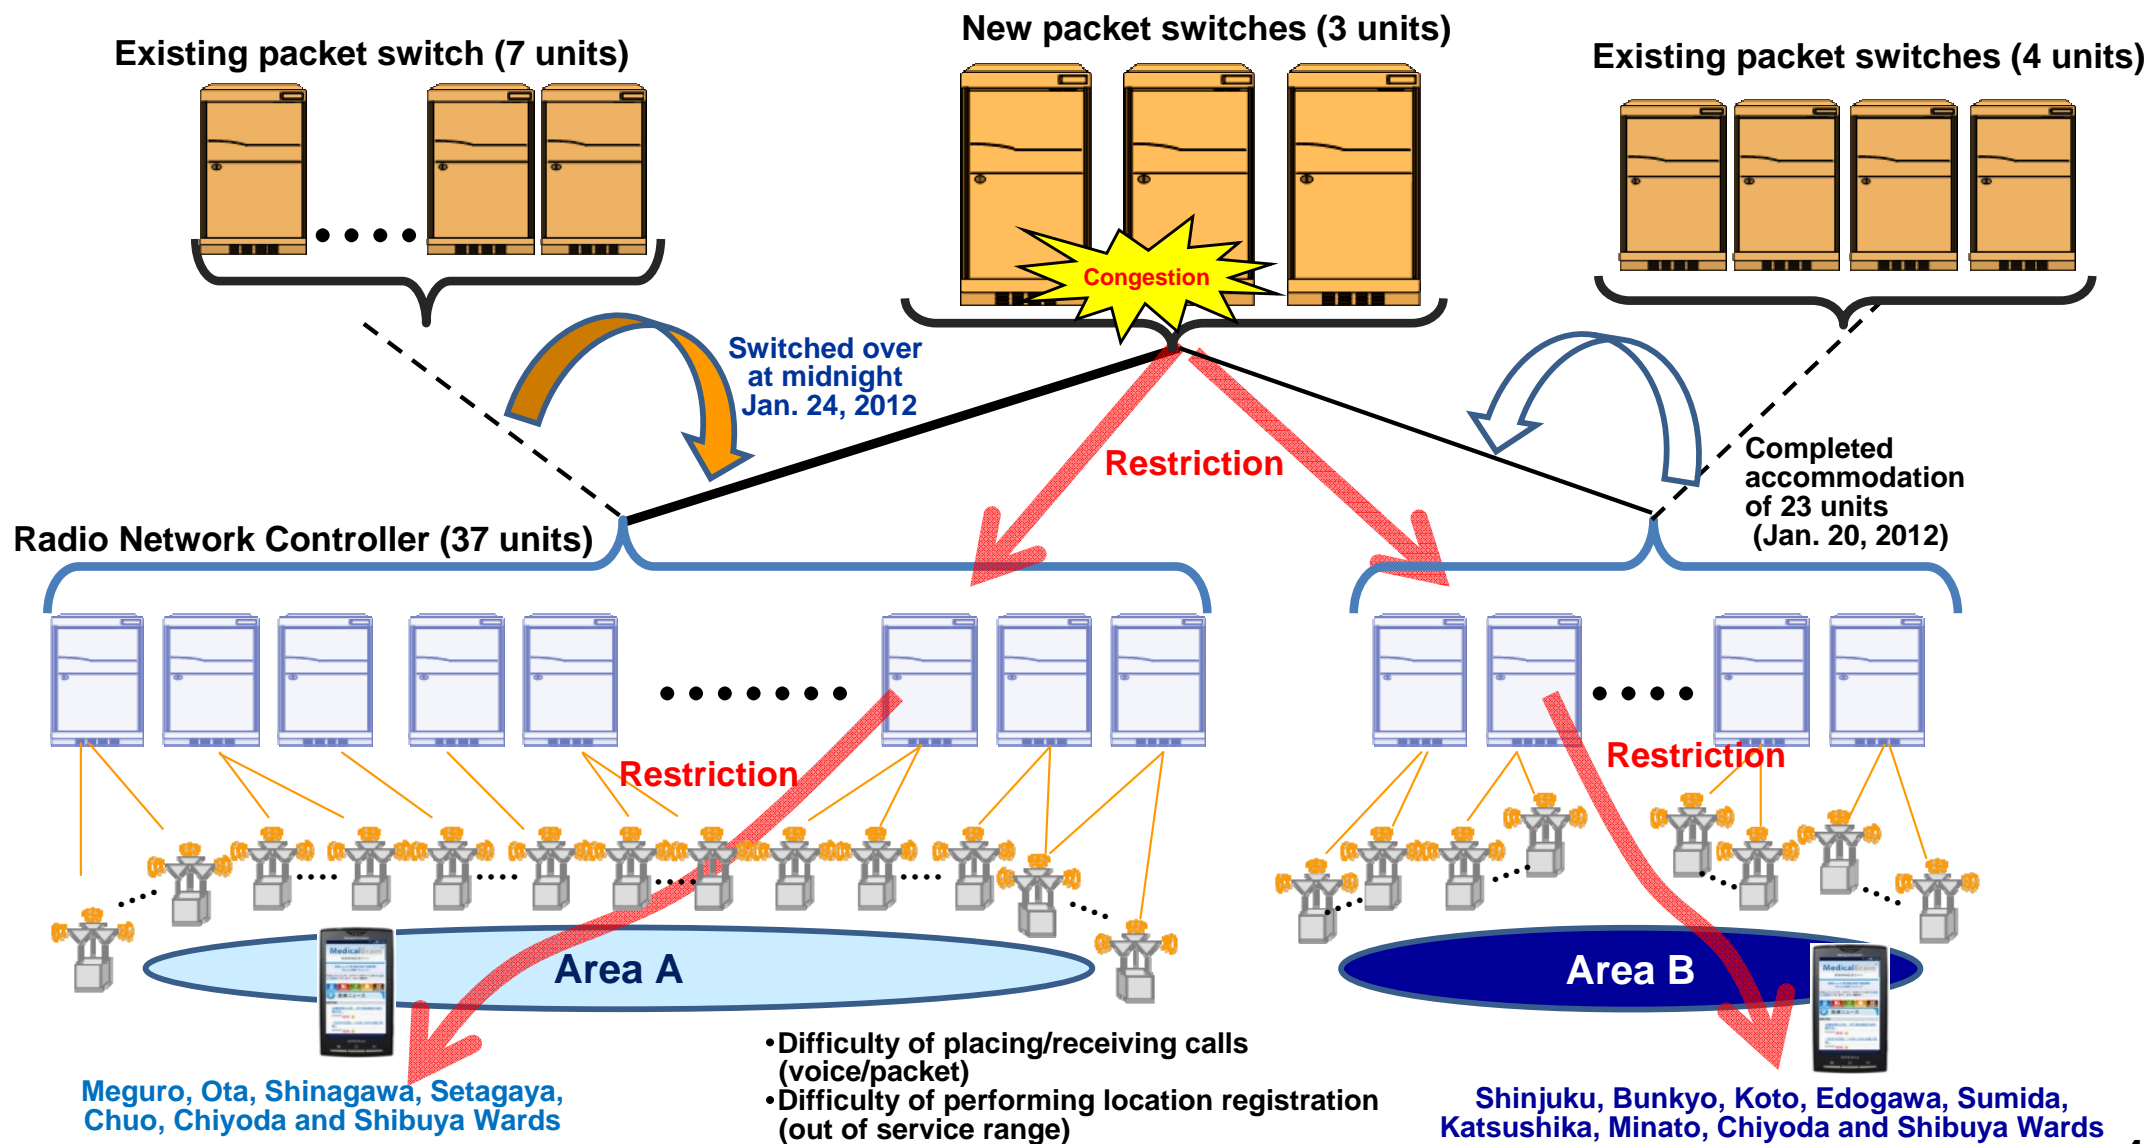 New packet switches (3 units)
Existing packet switch (7 units)
Existing packet switches (4 units)
Congestion
Switched over
at midnight
Jan. 24, 2012
Restriction
Completed
accommodation
of 23 units
(Jan. 20, 2012)
Radio Network Controller (37 units)
Restriction
Restriction
MedicalBrain
Area A
Area B
MedicalBrain
・Difficulty of placing/receiving calls
(voice/packet)
・Difficulty of performing location registration
(out of service range)
Meguro, Ota, Shinagawa, Setagaya,
Chuo, Chiyoda and Shibuya Wards
Shinjuku, Bunkyo, Koto, Edogawa, Sumida,
Katsushika, Minato, Chiyoda and Shibuya Wards